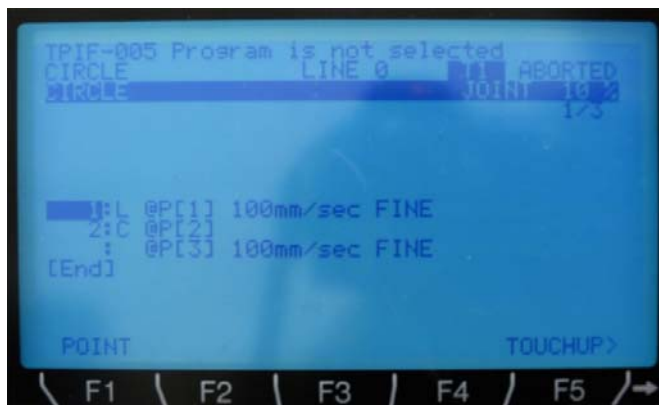 TPIF-005 Program is not selected
CIRCLE LINE 0 T1 ABORTED
CIRCLE JOINT 10 %
1/3
1:L @P[1] 100mm/sec FINE
2:C @P[2]
: @P[3] 100mm/sec FINE
[End]
POINT TOUCHUP>
F1 F2 F3 F4 F5 →